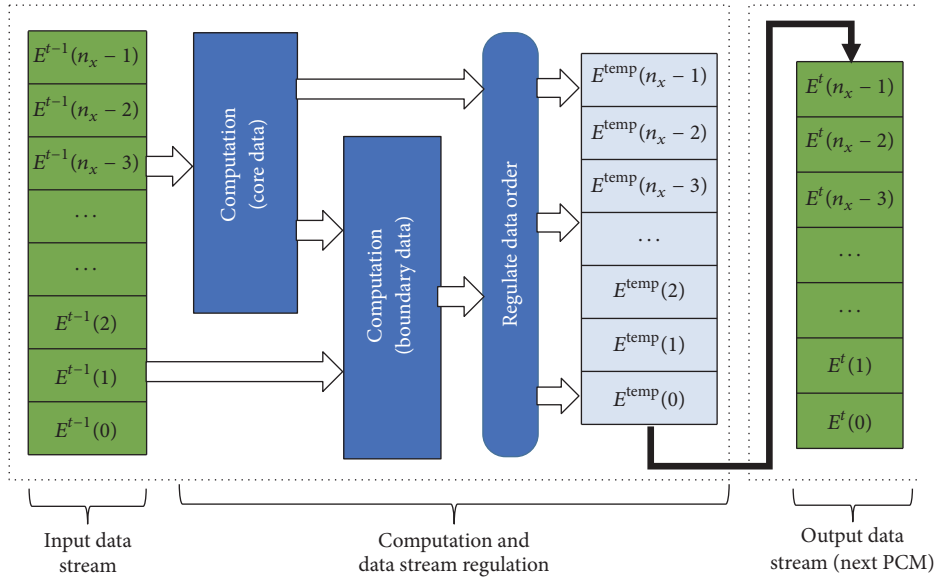 E^{t−1}(n_x − 1)
E^{t−1}(n_x − 2)
E^{t−1}(n_x − 3)
...
...
E^{t−1}(2)
E^{t−1}(1)
E^{t−1}(0)
Computation
(core data)
Computation
(boundary data)
Regulate data order
E^{temp}(n_x − 1)
E^{temp}(n_x − 2)
E^{temp}(n_x − 3)
...
E^{temp}(2)
E^{temp}(1)
E^{temp}(0)
E^t(n_x − 1)
E^t(n_x − 2)
E^t(n_x − 3)
...
...
E^t(1)
E^t(0)
Input data
stream
Computation and
data stream regulation
Output data
stream (next PCM)